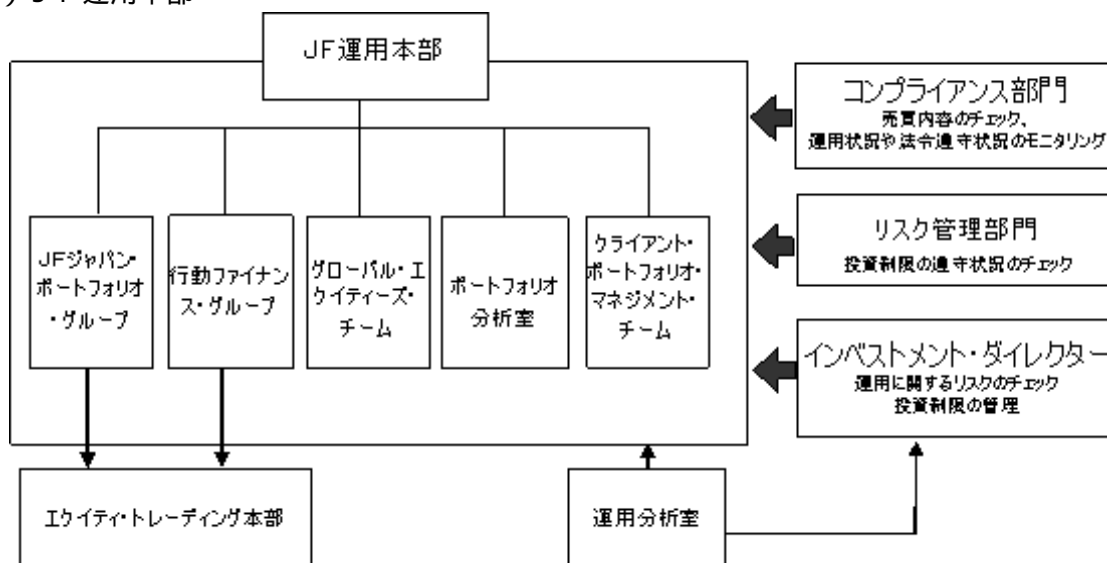 JF運用本部
コンプライアンス部門
売買内容のチェック、
運用状況や法令遵守状況のモニタリング
リスク管理部門
投資制限の遵守状況のチェック
インベストメント・ダイレクター
運用に関するリスクのチェック
投資制限の管理
JFジャパン・
ポートフォリオ
・グループ
行動ファイナン
ス・グループ
グローバル・エ
クイティーズ・
チーム
ポートフォリオ
分析室
クライアント・
ポートフォリオ・
マネジメント・
チーム
エクイティ・トレーディング本部
運用分析室